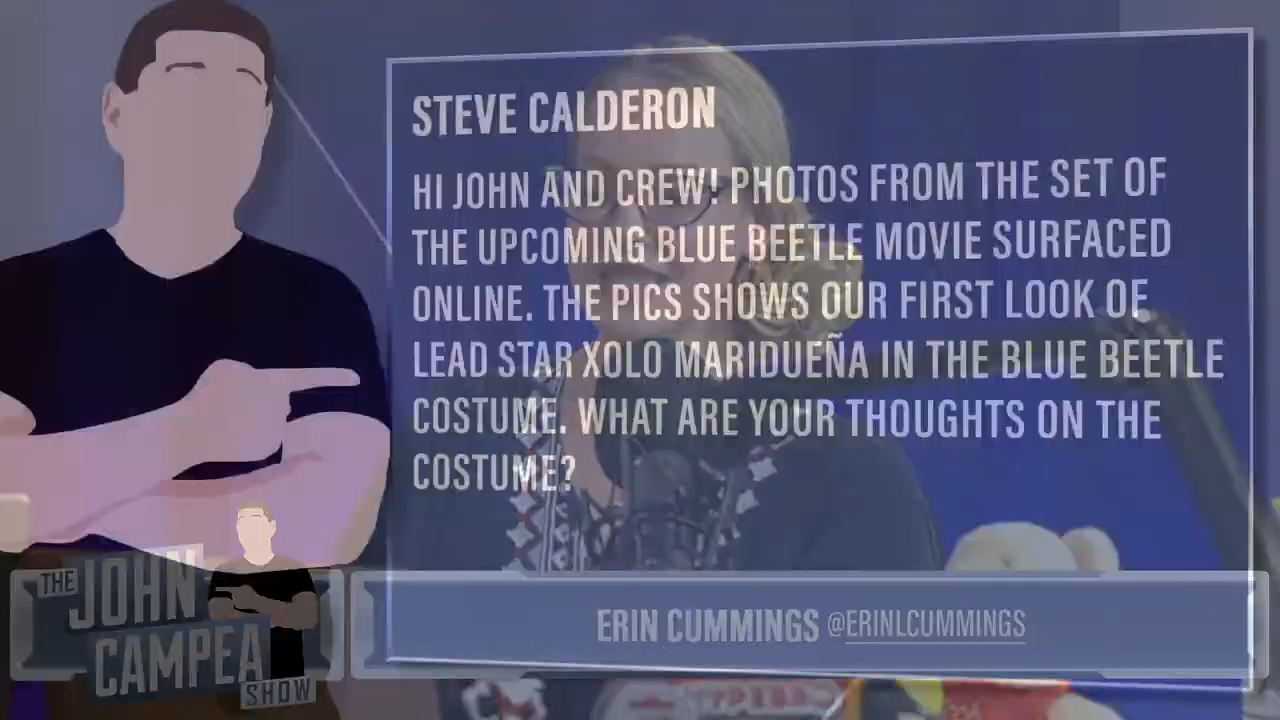 STEVE CALDERON
HI JOHN AND CREW! PHOTOS FROM THE SET OF
THE UPCOMING BLUE BEETLE MOVIE SURFACED
ONLINE. THE PICS SHOWS OUR FIRST LOOK OF
LEAD STAR XOLO MARIDUEÑA IN THE BLUE BEETLE
COSTUME. WHAT ARE YOUR THOUGHTS ON THE
COSTUME?
THE
JOHN
CAMPEA
SHOW
ERIN CUMMINGS @ERINLCUMMINGS